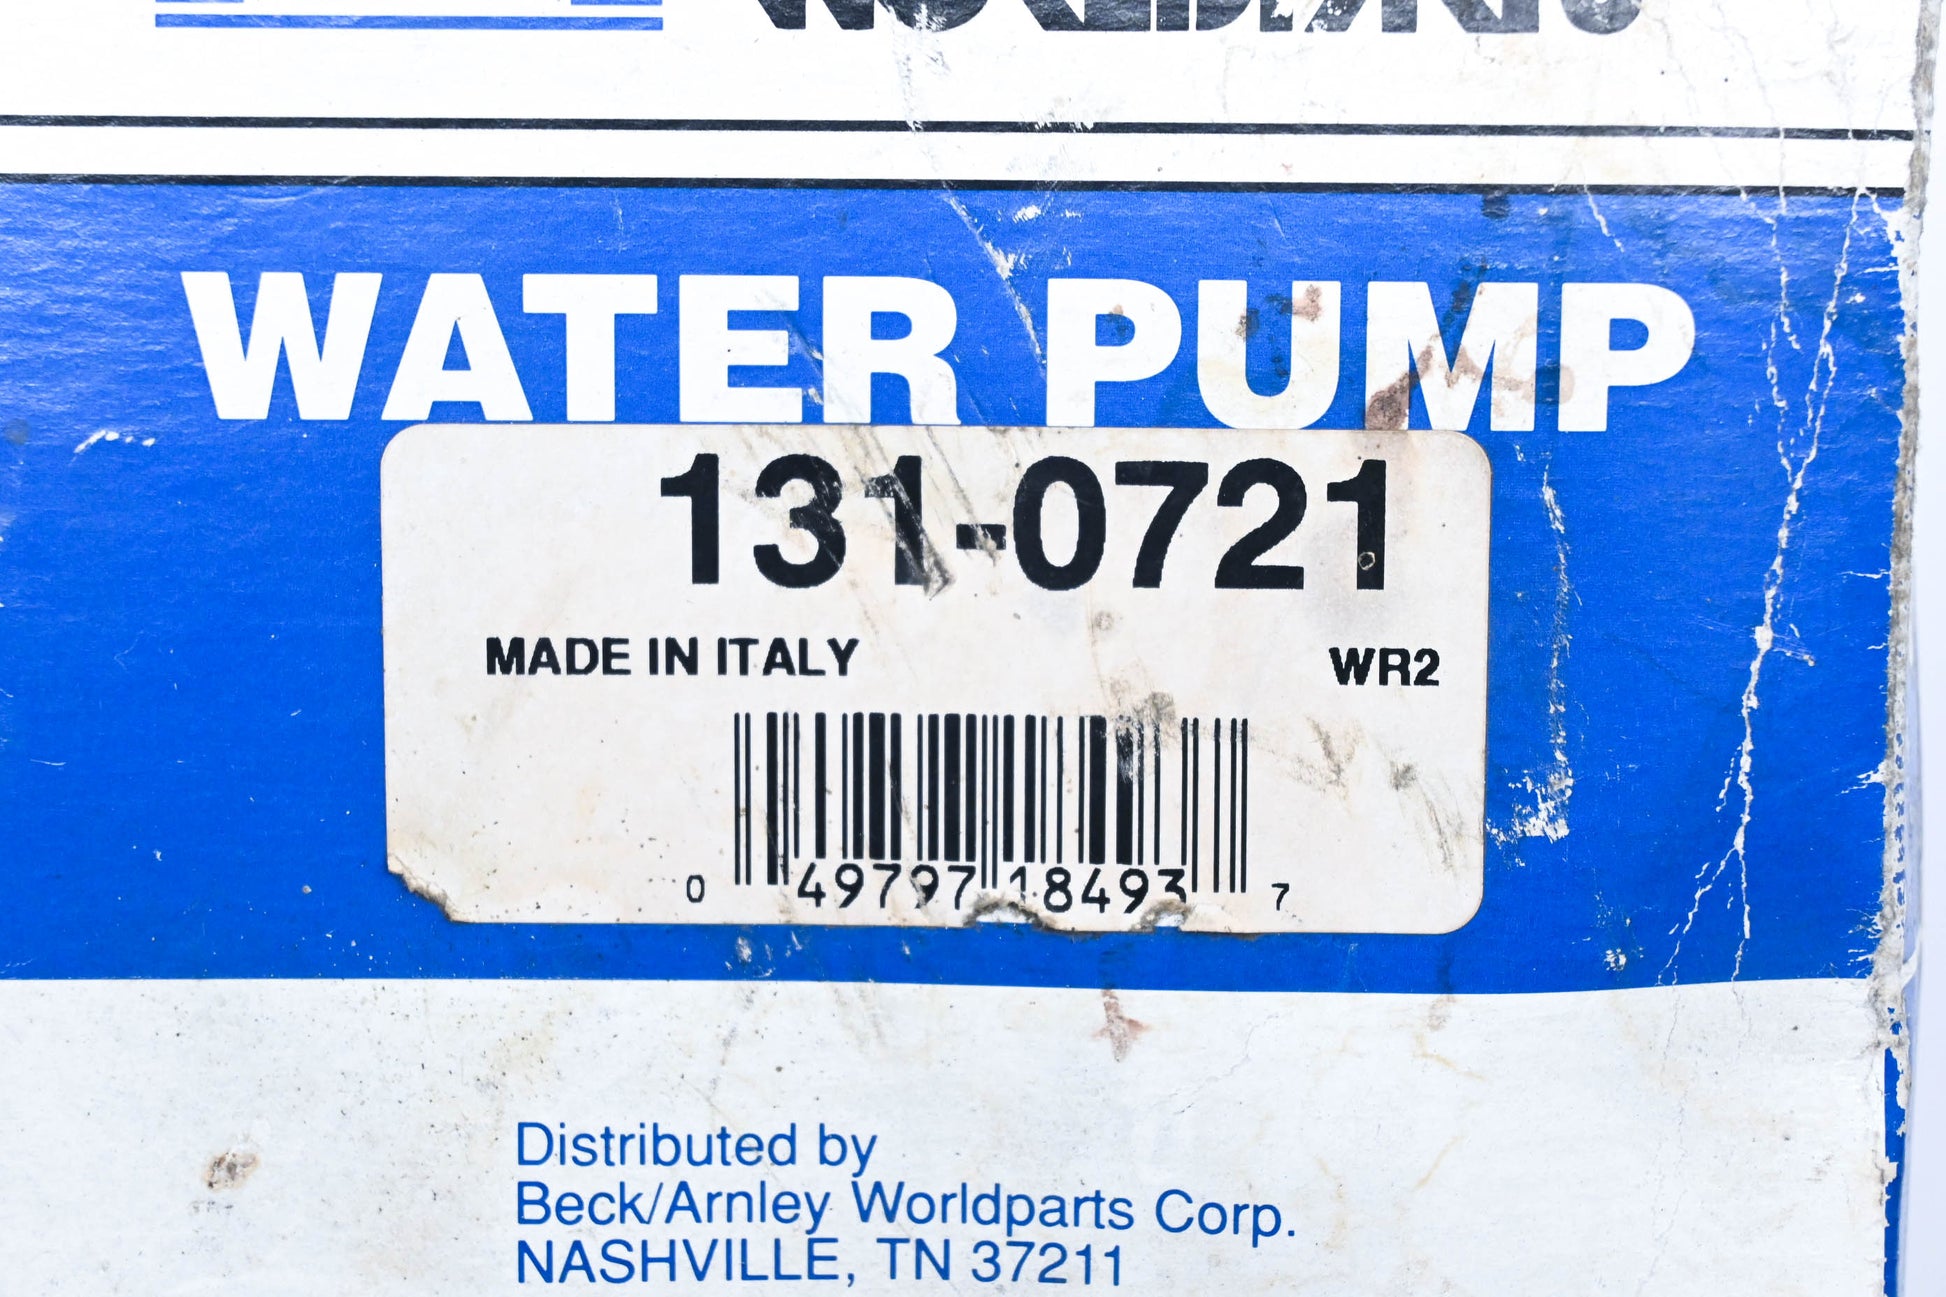 WATER PUMP
131-0721
MADE IN ITALY WR2
0 49797 18493 7
Distributed by
Beck/Arnley Worldparts Corp.
NASHVILLE, TN 37211